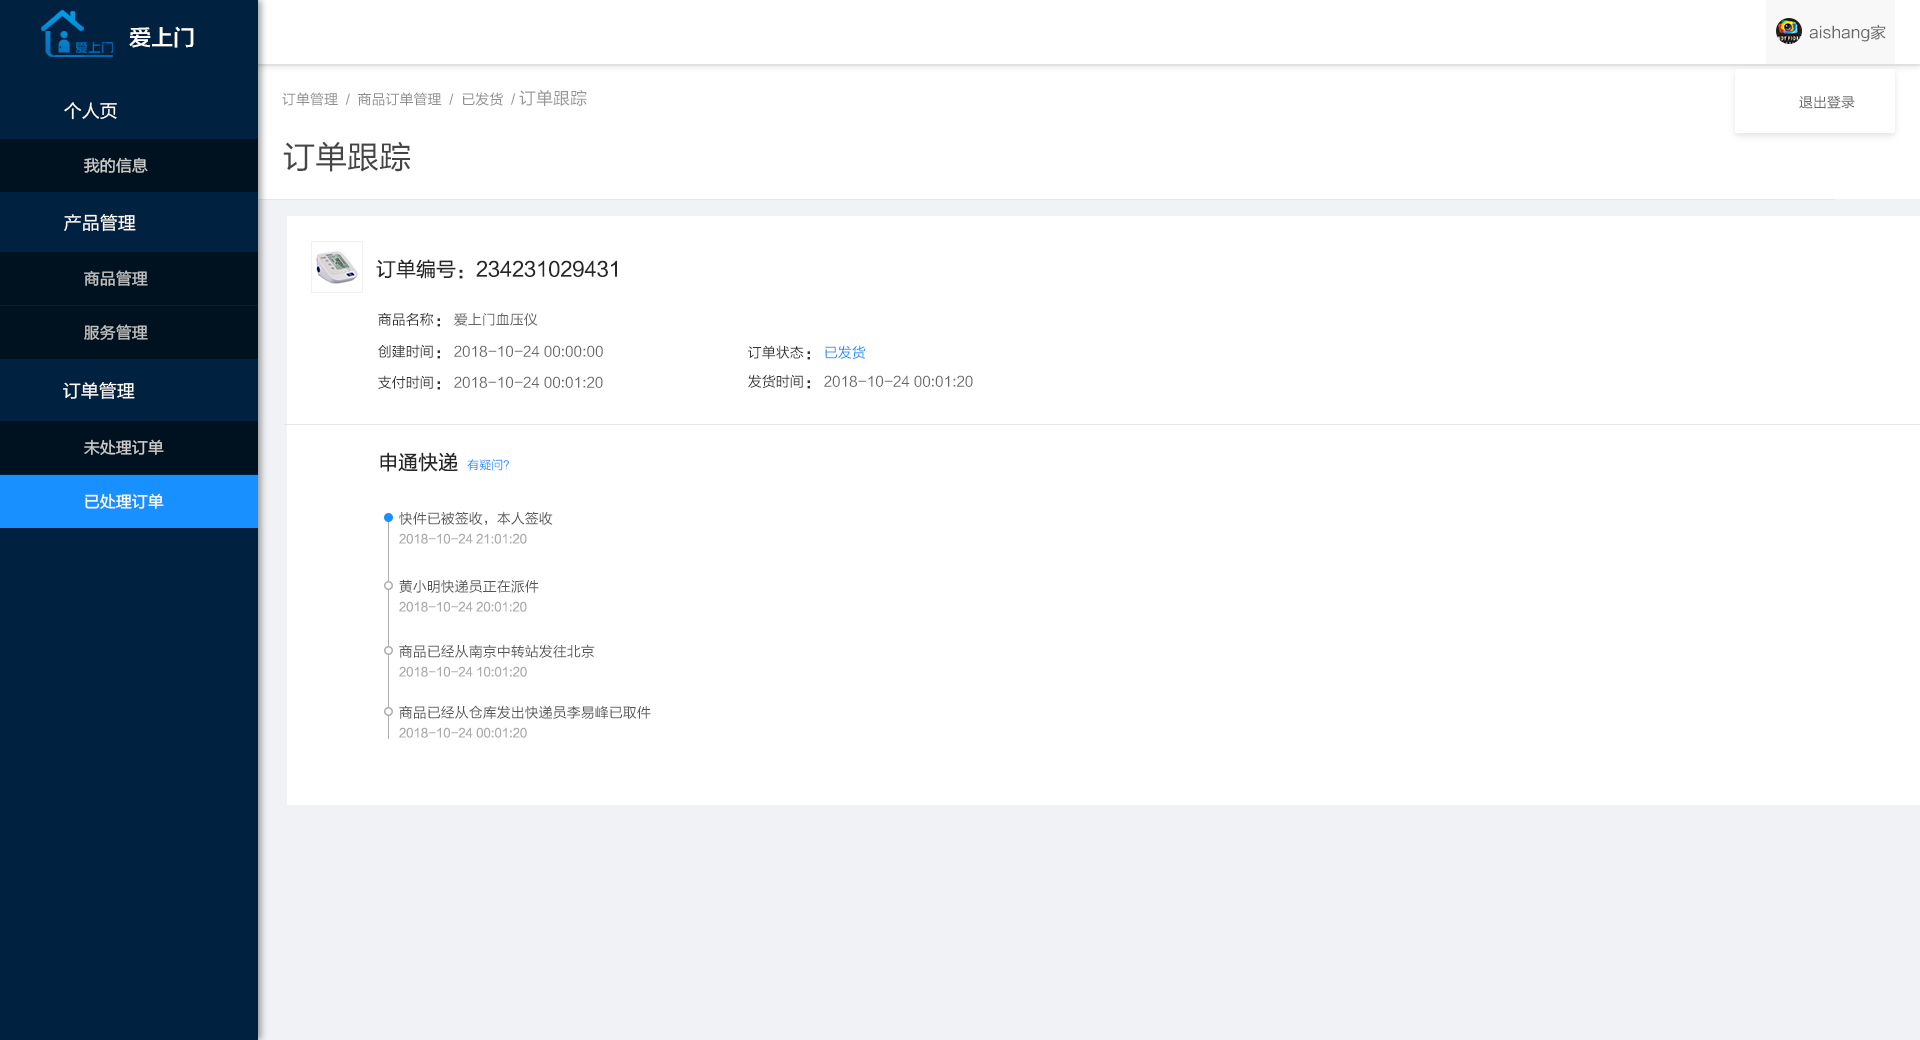 爱上门
爱上门
aishang家
个人页
我的信息
产品管理
商品管理
服务管理
订单管理
未处理订单
已处理订单
退出登录
订单管理 / 商品订单管理 / 已发货 / 订单跟踪
订单跟踪
订单编号：234231029431
商品名称： 爱上门血压仪
创建时间： 2018-10-24 00:00:00
订单状态： 已发货
支付时间： 2018-10-24 00:01:20
发货时间： 2018-10-24 00:01:20
申通快递 有疑问?
快件已被签收，本人签收
2018-10-24 21:01:20
黄小明快递员正在派件
2018-10-24 20:01:20
商品已经从南京中转站发往北京
2018-10-24 10:01:20
商品已经从仓库发出快递员李易峰已取件
2018-10-24 00:01:20